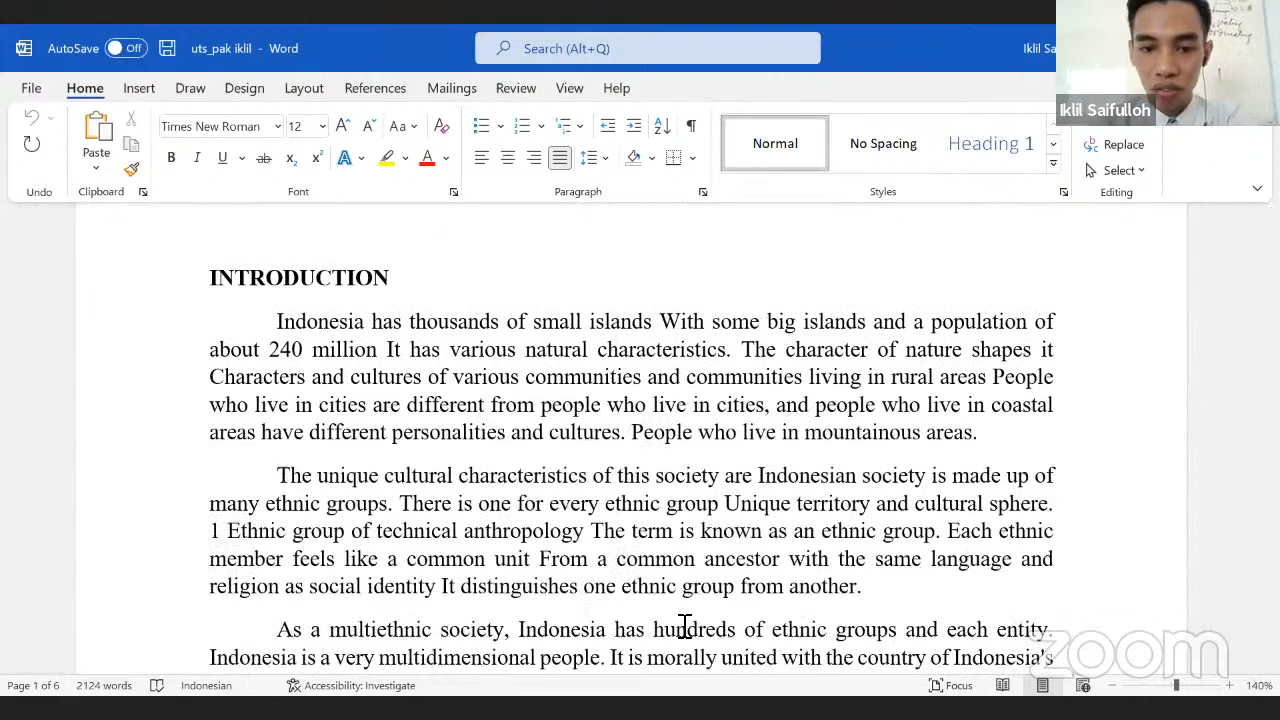 AutoSave Off uts_pak iklil - Word Search (Alt+Q) Iklil Sa
File Home Insert Draw Design Layout References Mailings Review View Help
Iklil Saifulloh
Times New Roman 12 Aa
Paste
B I U ab x₂ x² A A
Normal No Spacing Heading 1
Replace
Select
Undo Clipboard Font Paragraph Styles Editing
INTRODUCTION
Indonesia has thousands of small islands With some big islands and a population of
about 240 million It has various natural characteristics. The character of nature shapes it
Characters and cultures of various communities and communities living in rural areas People
who live in cities are different from people who live in cities, and people who live in coastal
areas have different personalities and cultures. People who live in mountainous areas.
The unique cultural characteristics of this society are Indonesian society is made up of
many ethnic groups. There is one for every ethnic group Unique territory and cultural sphere.
1 Ethnic group of technical anthropology The term is known as an ethnic group. Each ethnic
member feels like a common unit From a common ancestor with the same language and
religion as social identity It distinguishes one ethnic group from another.
As a multiethnic society, Indonesia has hundreds of ethnic groups and each entity.
Indonesia is a very multidimensional people. It is morally united with the country of Indonesia's
zoom
Page 1 of 6 2124 words Indonesian Accessibility: Investigate Focus 140%